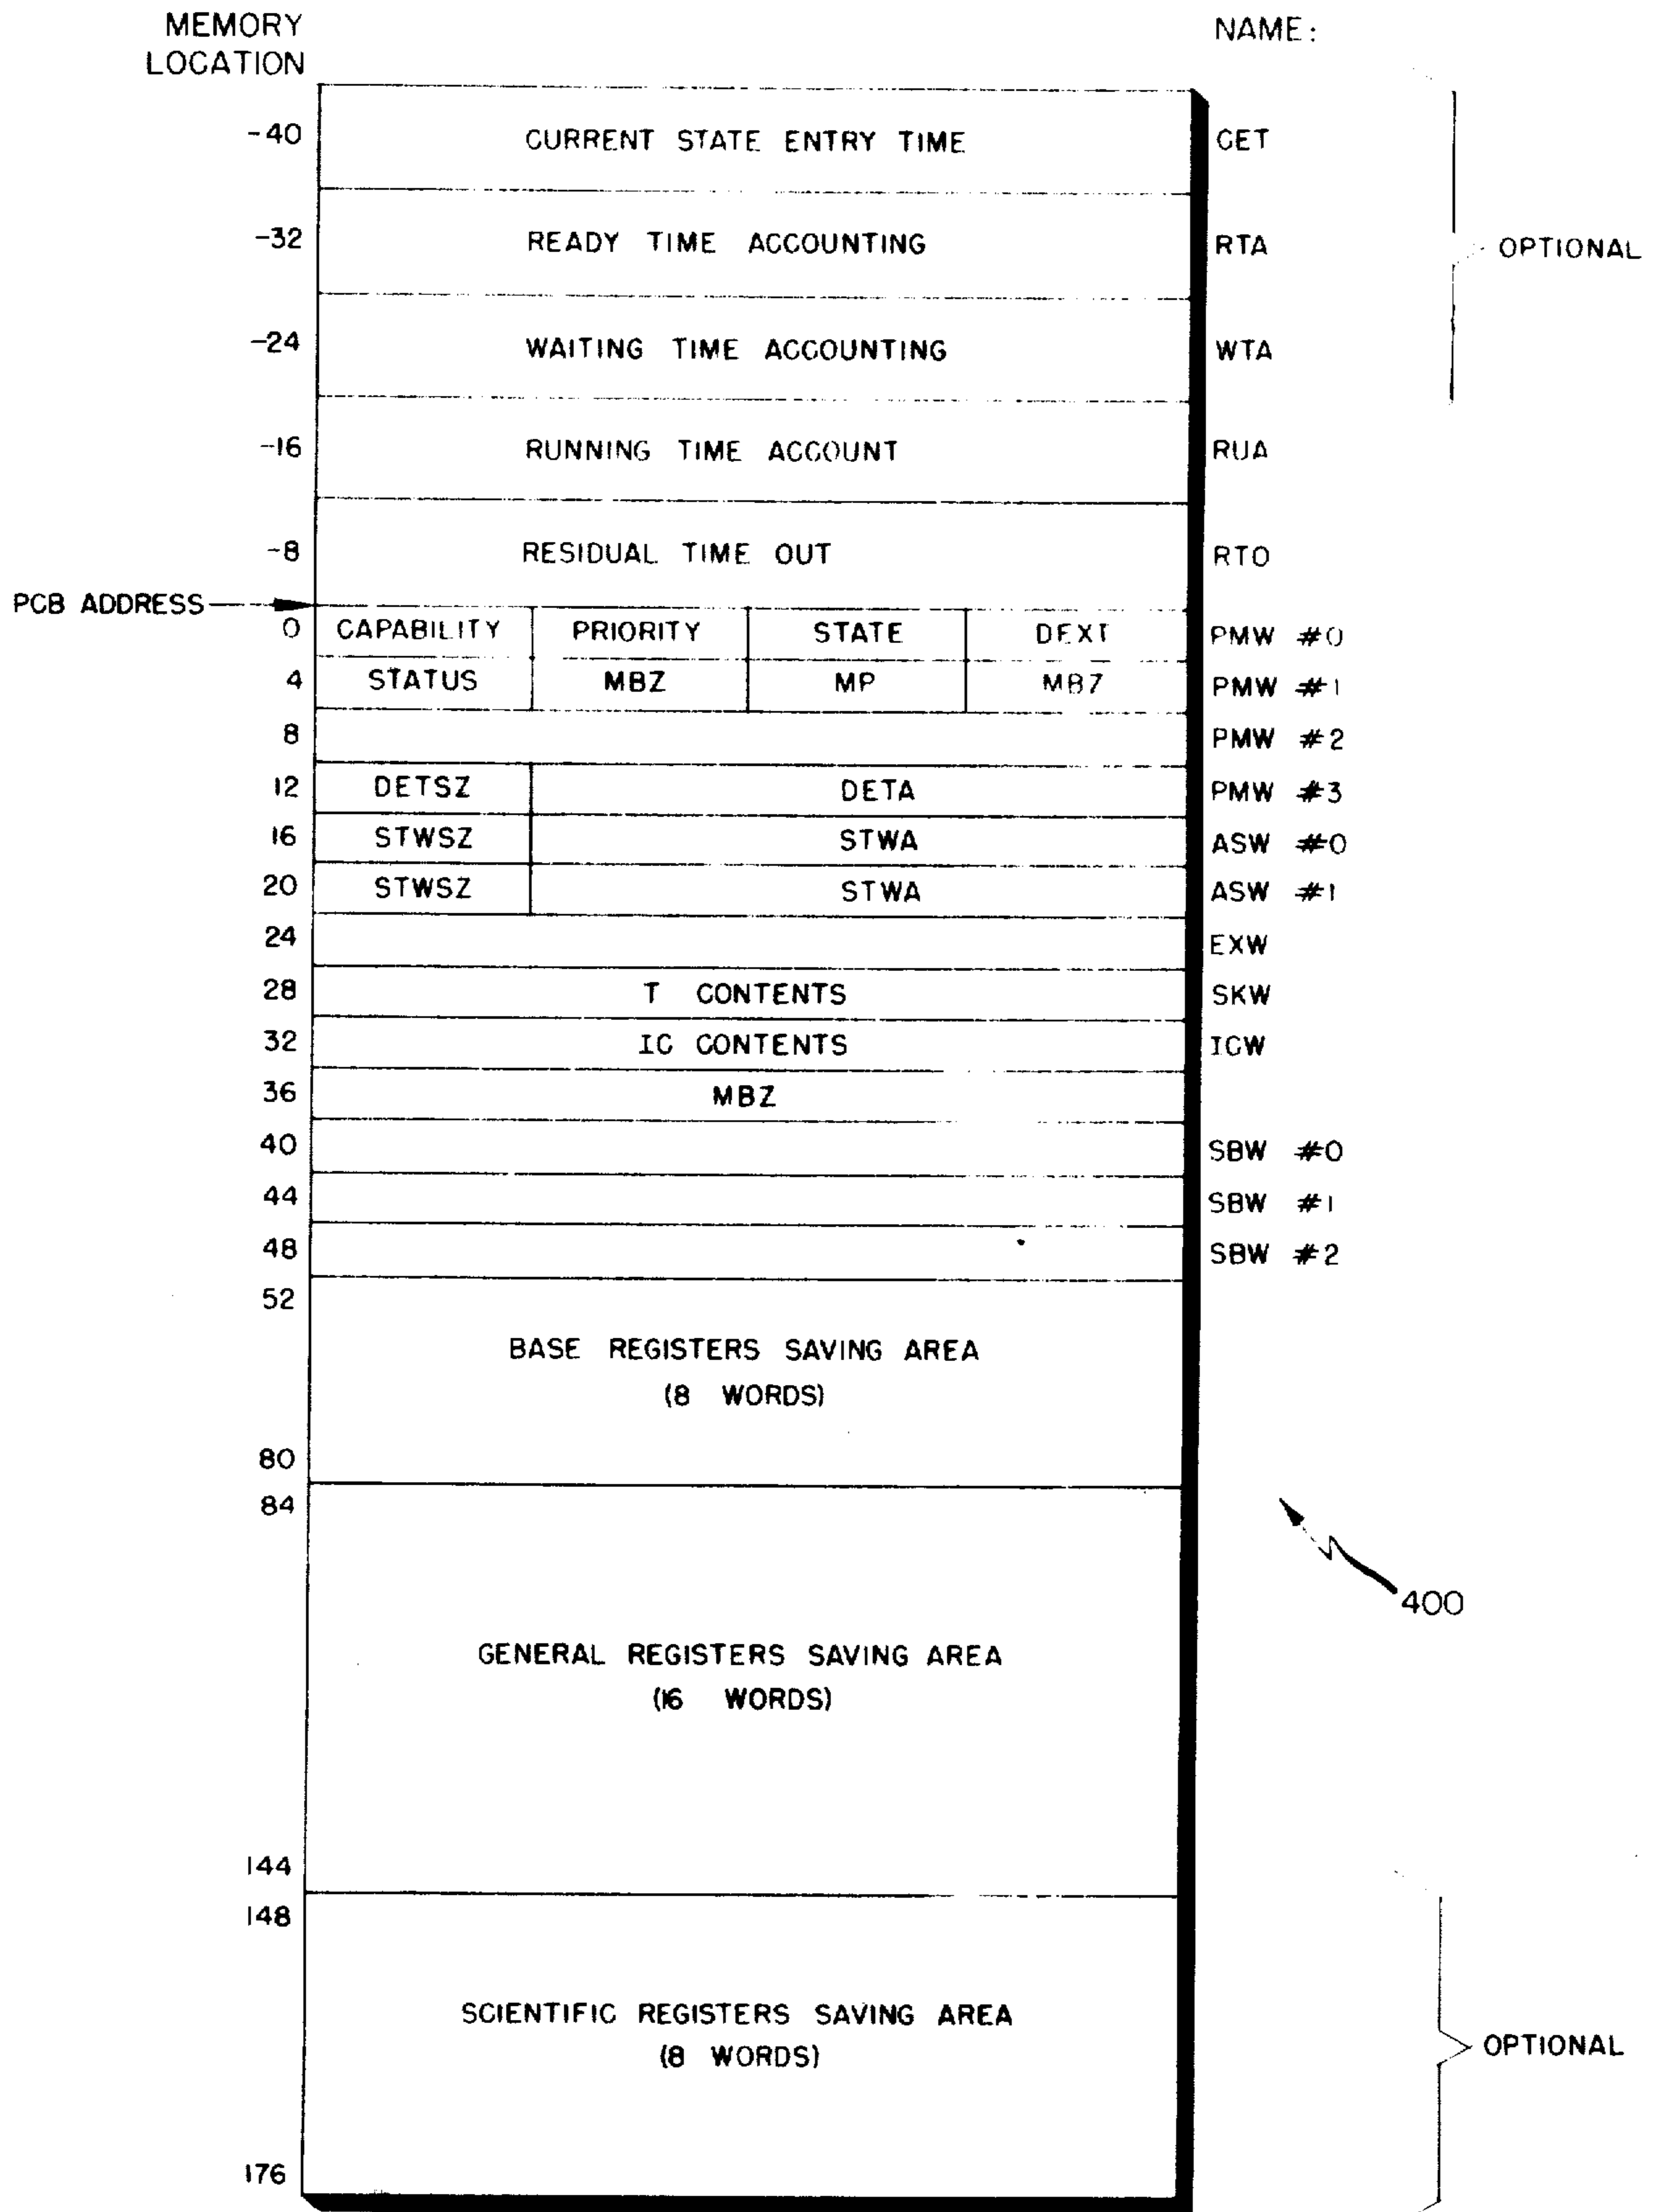 MEMORY LOCATION NAME:
-40 CURRENT STATE ENTRY TIME CET
-32 READY TIME ACCOUNTING RTA OPTIONAL
-24 WAITING TIME ACCOUNTING WTA
-16 RUNNING TIME ACCOUNT RUA
-8 RESIDUAL TIME OUT RTO
PCB ADDRESS
0 CAPABILITY PRIORITY STATE DEXT PMW #0
4 STATUS MBZ MP MBZ PMW #1
8 PMW #2
12 DETSZ DETA PMW #3
16 STWSZ STWA ASW #0
20 STWSZ STWA ASW #1
24 EXW
28 T CONTENTS SKW
32 IC CONTENTS ICW
36 MBZ
40 SBW #0
44 SBW #1
48 SBW #2
52
BASE REGISTERS SAVING AREA
(8 WORDS)
80
84
400
GENERAL REGISTERS SAVING AREA
(16 WORDS)
144
148
SCIENTIFIC REGISTERS SAVING AREA
(8 WORDS) OPTIONAL
176